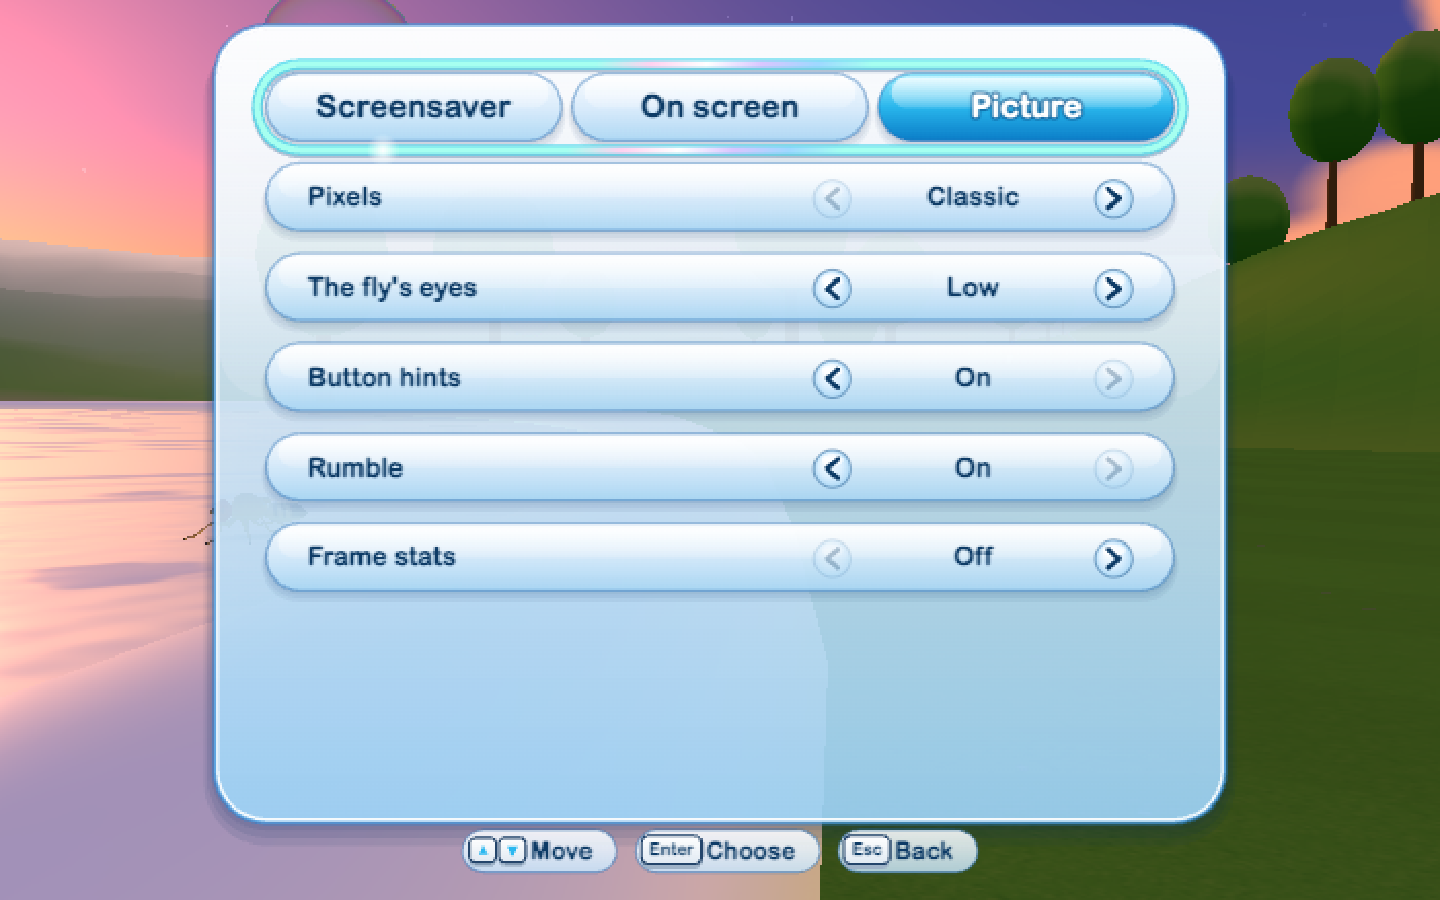 Screensaver On screen Picture
Pixels Classic
The fly's eyes Low
Button hints On
Rumble On
Frame stats Off
Move Enter Choose Esc Back